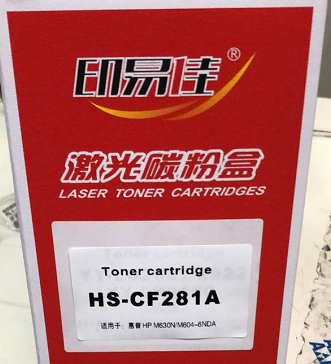 印易佳®
激光碳粉盒
LASER TONER CARTRIDGES
Toner cartridge
HS-CF281A
适用于：惠普 HP M630N/M604-6NDA